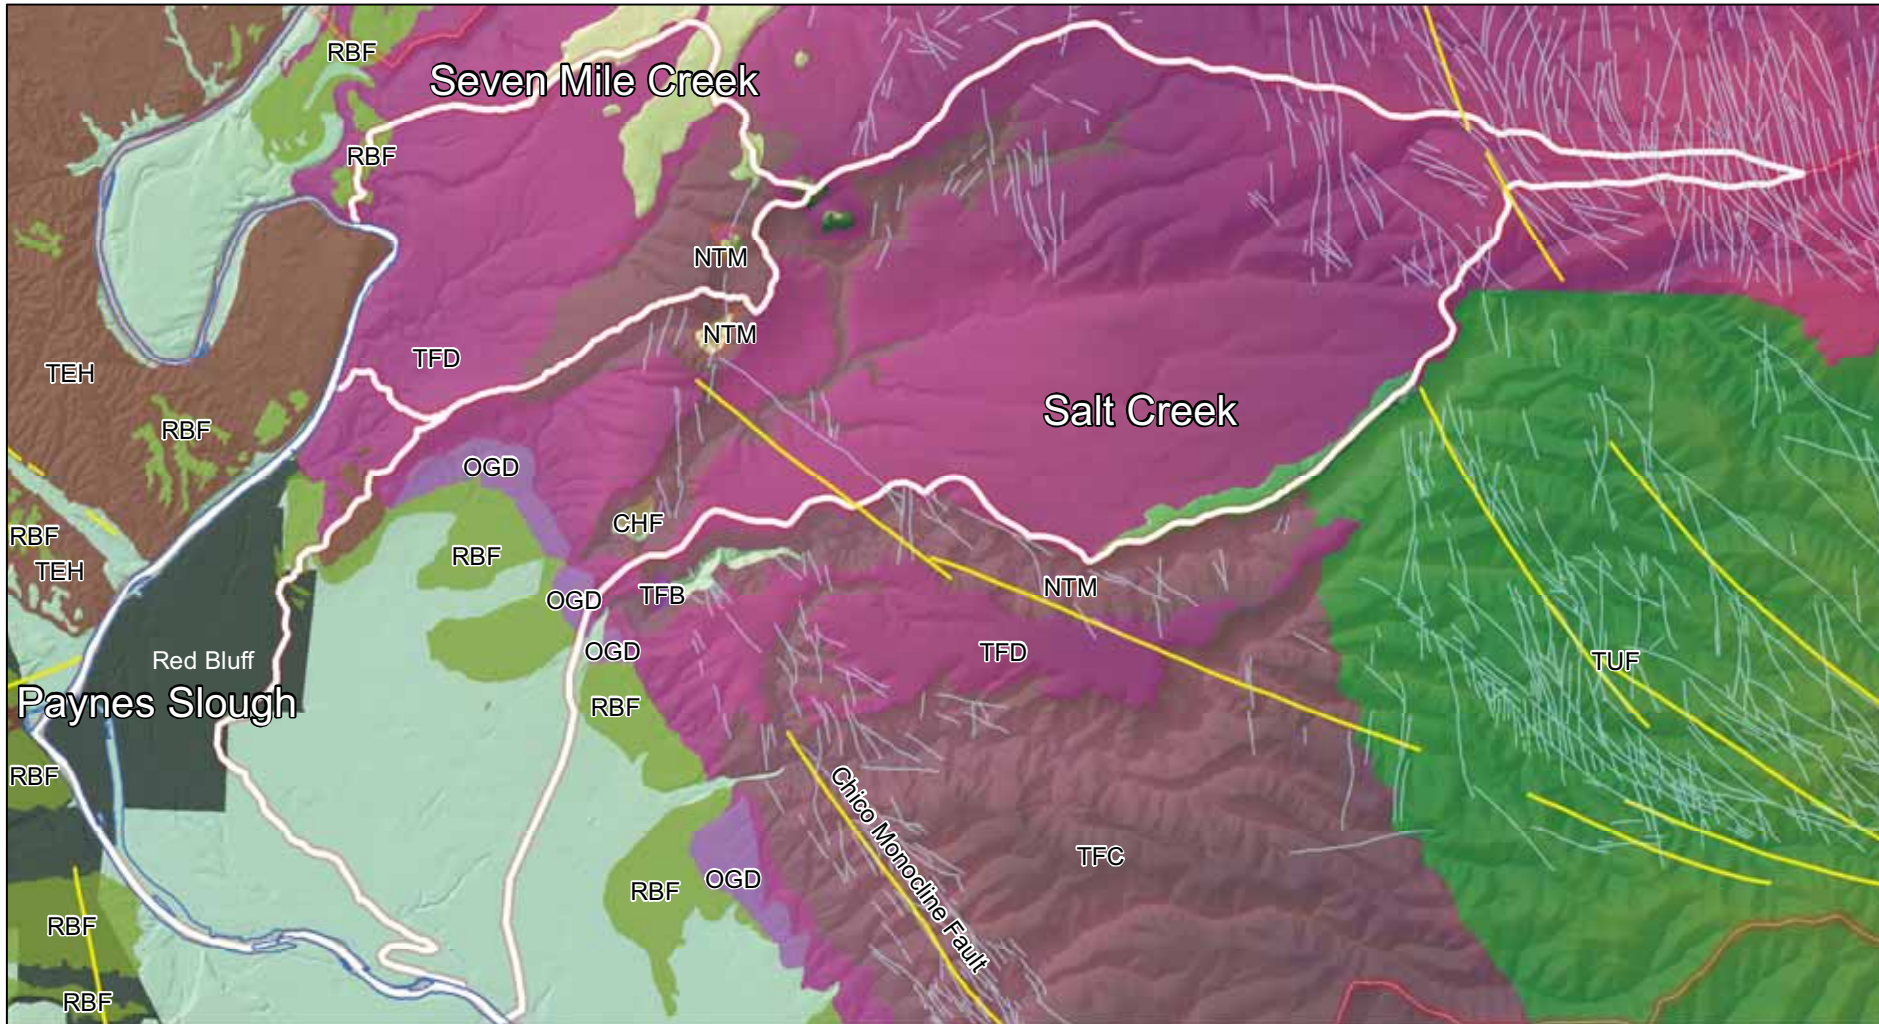 RBF
Seven Mile Creek
RBF
NTM
NTM
TFD
TEH
Salt Creek
RBF
OGD
CHF
RBF
RBF
TEH
NTM
TFB
OGD
OGD
TFD
Red Bluff
TUF
Paynes Slough
RBF
RBF
Chico Monocline Fault
TFC
OGD
RBF
RBF
RBF